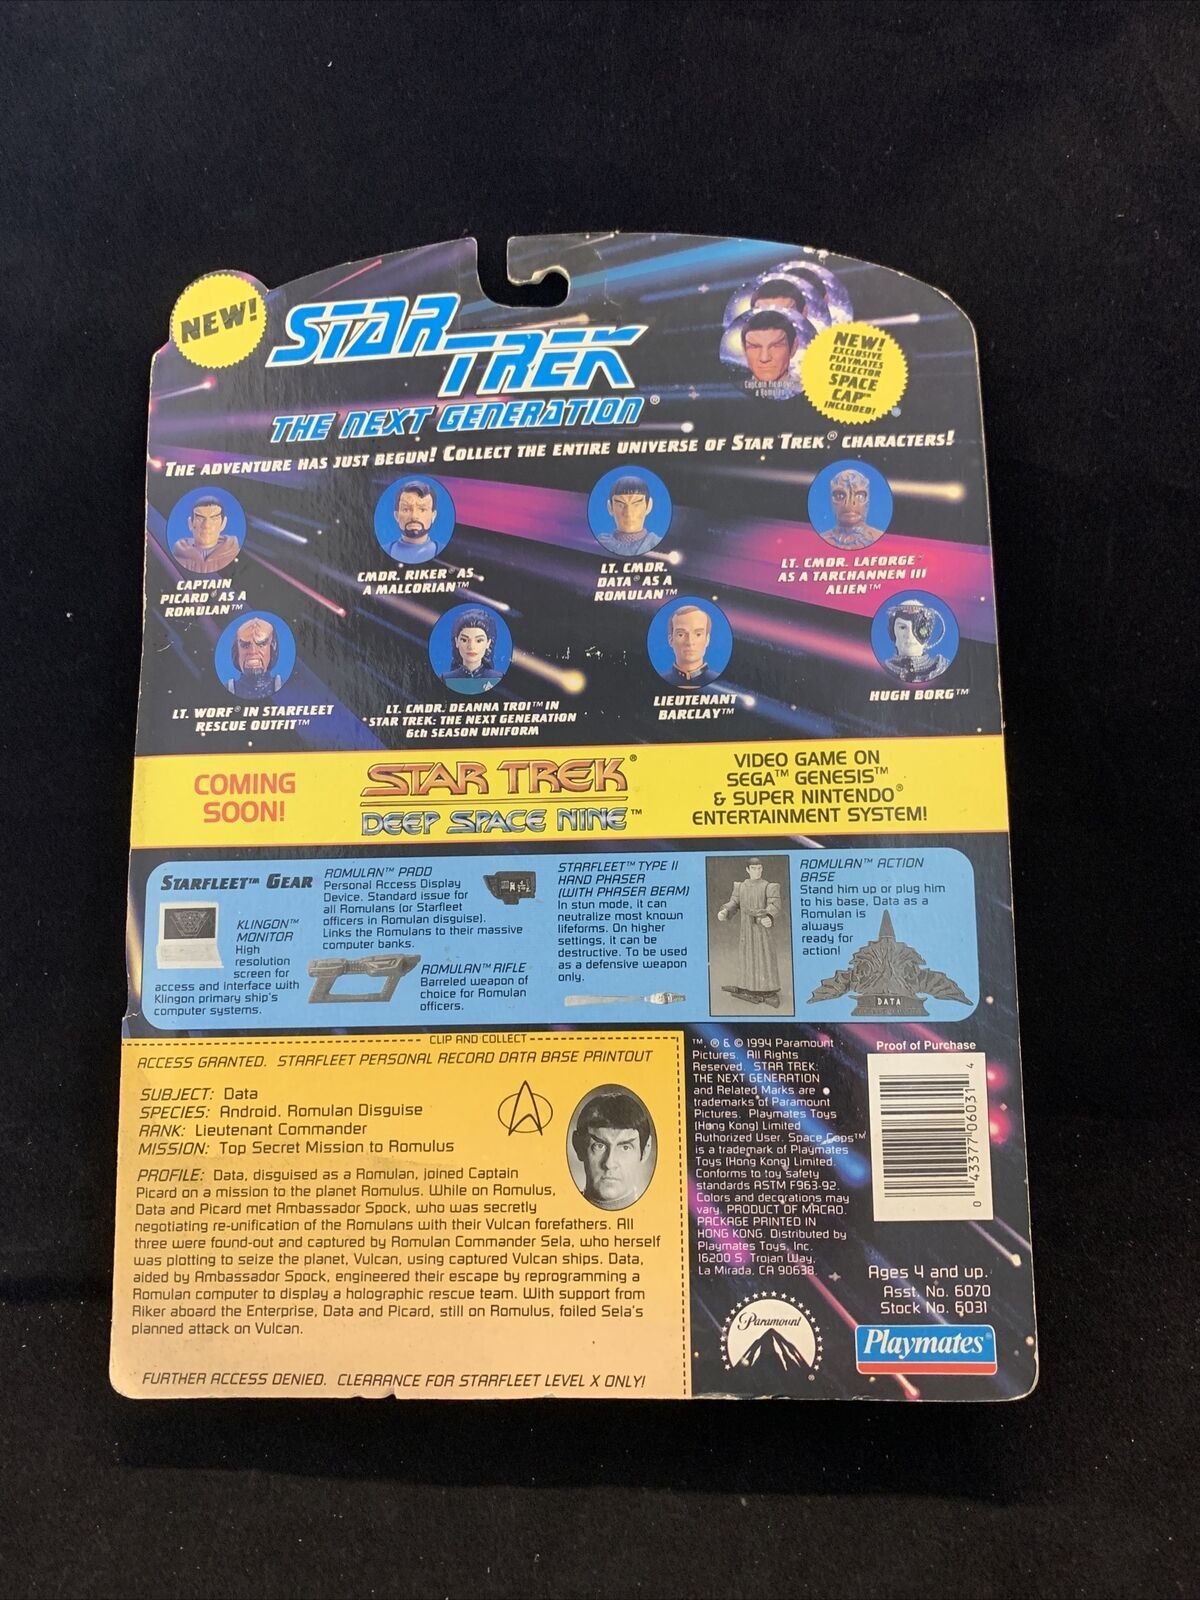 NEW!
STAR TREK
THE NEXT GENERATION®
Captain Picard as
a Romulan
NEW!
EXCLUSIVE
PLAYMATES
COLLECTOR
SPACE
CAP™
INCLUDED!
THE ADVENTURE HAS JUST BEGUN! COLLECT THE ENTIRE UNIVERSE OF STAR TREK® CHARACTERS!
CAPTAIN
PICARD® AS A
ROMULAN™
CMDR. RIKER® AS
A MALCORIAN™
LT. CMDR.
DATA® AS A
ROMULAN™
LT. CMDR. LAFORGE™
AS A TARCHANNEN III
ALIEN™
LT. WORF® IN STARFLEET
RESCUE OUTFIT™
LT. CMDR. DEANNA TROI™ IN
STAR TREK: THE NEXT GENERATION
6th SEASON UNIFORM
LIEUTENANT
BARCLAY™
HUGH BORG™
COMING
SOON!
STAR TREK®
DEEP SPACE NINE™
VIDEO GAME ON
SEGA™ GENESIS™
& SUPER NINTENDO®
ENTERTAINMENT SYSTEM!
STARFLEET™ GEAR
KLINGON™
MONITOR
High
resolution
screen for
access and interface with
Klingon primary ship's
computer systems.
ROMULAN™ PADD
Personal Access Display
Device. Standard issue for
all Romulans (or Starfleet
officers in Romulan disguise).
Links the Romulans to their massive
computer banks.
ROMULAN™ RIFLE
Barreled weapon of
choice for Romulan
officers.
STARFLEET™ TYPE II
HAND PHASER
(WITH PHASER BEAM)
In stun mode, it can
neutralize most known
lifeforms. On higher
settings, it can be
destructive. To be used
as a defensive weapon
only.
ROMULAN™ ACTION
BASE
Stand him up or plug him
to his base, Data as a
Romulan is
always
ready for
action!
DATA
CLIP AND COLLECT
ACCESS GRANTED. STARFLEET PERSONAL RECORD DATA BASE PRINTOUT
SUBJECT: Data
SPECIES: Android. Romulan Disguise
RANK: Lieutenant Commander
MISSION: Top Secret Mission to Romulus
PROFILE: Data, disguised as a Romulan, joined Captain
Picard on a mission to the planet Romulus. While on Romulus,
Data and Picard met Ambassador Spock, who was secretly
negotiating re-unification of the Romulans with their Vulcan forefathers. All
three were found-out and captured by Romulan Commander Sela, who herself
was plotting to seize the planet, Vulcan, using captured Vulcan ships. Data,
aided by Ambassador Spock, engineered their escape by reprogramming a
Romulan computer to display a holographic rescue team. With support from
Riker aboard the Enterprise, Data and Picard, still on Romulus, foiled Sela's
planned attack on Vulcan.
FURTHER ACCESS DENIED. CLEARANCE FOR STARFLEET LEVEL X ONLY!
™, ® & © 1994 Paramount
Pictures. All Rights
Reserved. STAR TREK:
THE NEXT GENERATION
and Related Marks are
trademarks of Paramount
Pictures. Playmates Toys
(Hong Kong) Limited
Authorized User. Space Caps™
is a trademark of Playmates
Toys (Hong Kong) Limited.
Conforms to toy safety
standards ASTM F963-92.
Colors and decorations may
vary. PRODUCT OF MACAO.
PACKAGE PRINTED IN
HONG KONG. Distributed by
Playmates Toys, Inc.
16200 S. Trojan Way,
La Mirada, CA 90638.
Proof of Purchase
0 43377 06031 4
Ages 4 and up.
Asst. No. 6070
Stock No. 6031
Paramount
®
Playmates®